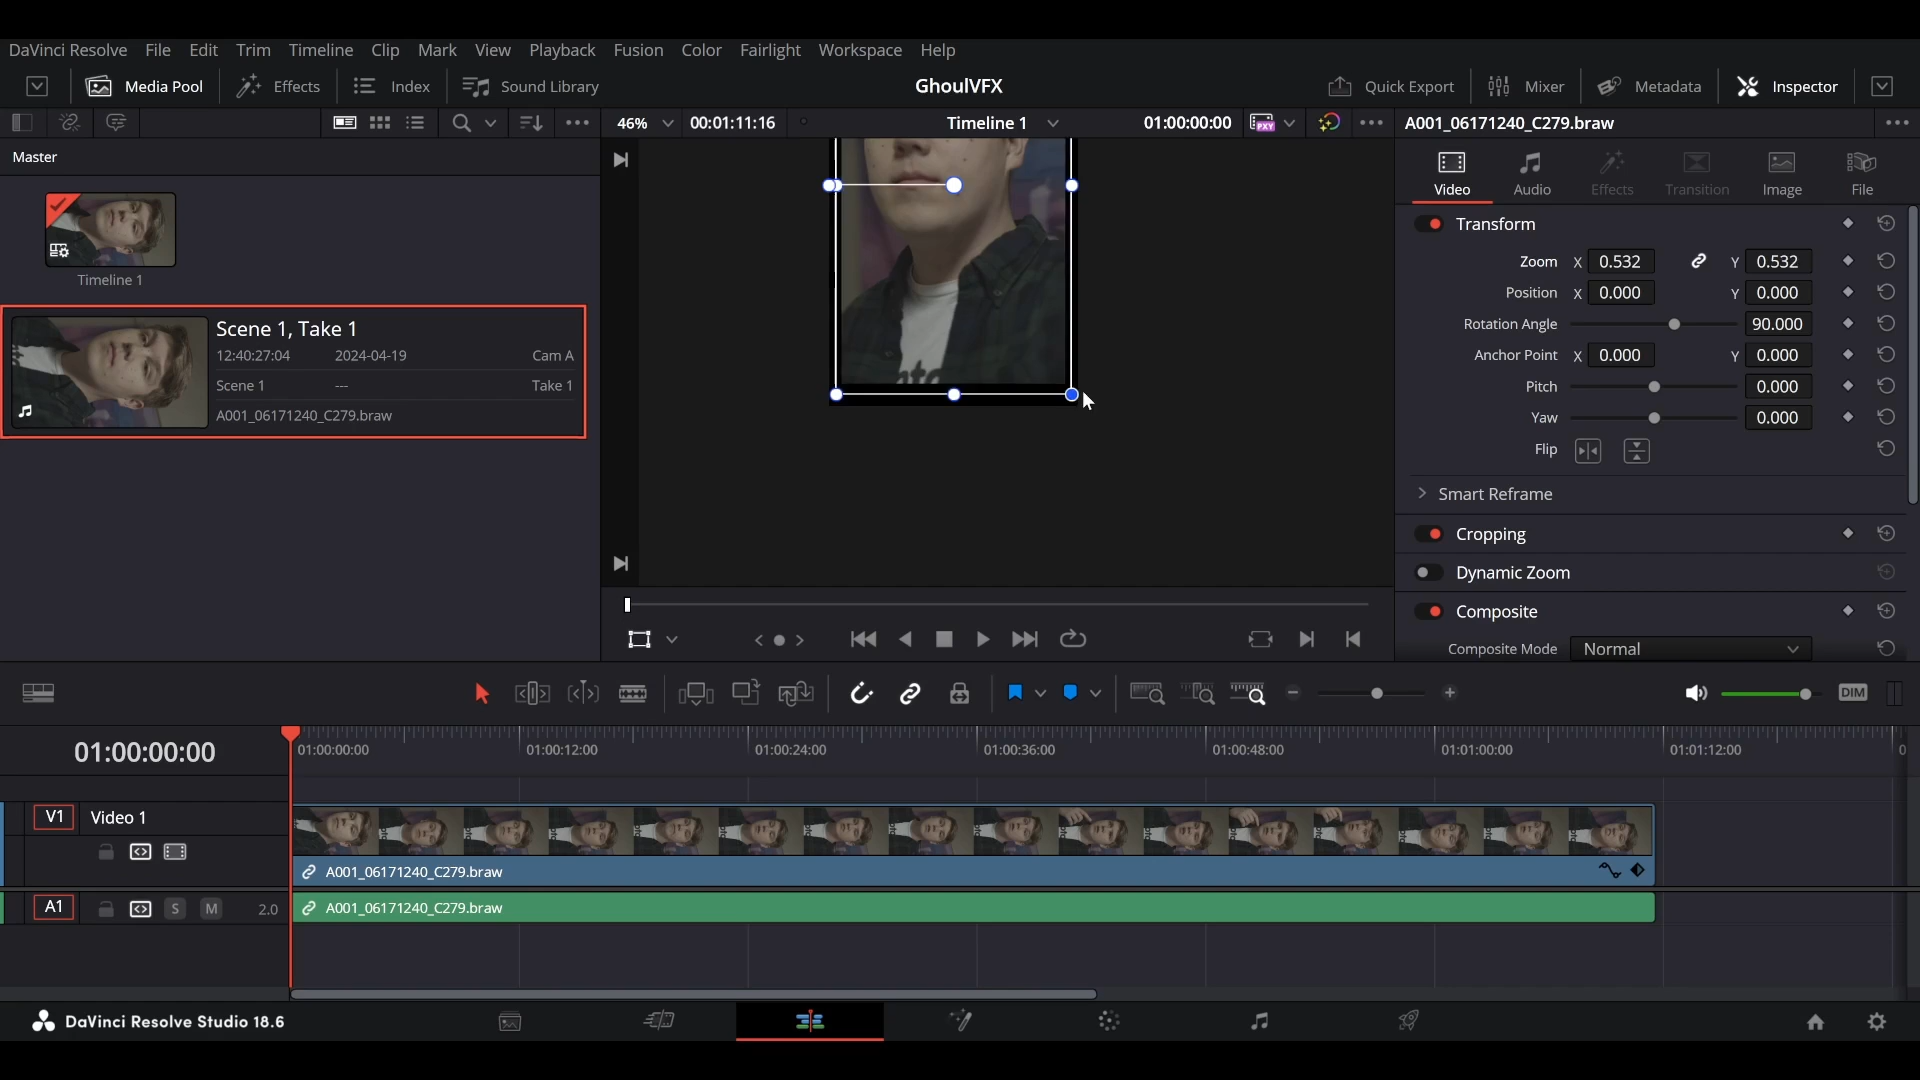 DaVinci Resolve File Edit Trim Timeline Clip Mark View Playback Fusion Color Fairlight Workspace Help
Media Pool Effects Index Sound Library GhoulVFX Quick Export Mixer Metadata Inspector
46% 00:01:11:16 Timeline 1 01:00:00:00 PXY A001_06171240_C279.braw
Master
Video Audio Effects Transition Image File
Timeline 1
Transform
Zoom X 0.532 Y 0.532
Position X 0.000 Y 0.000
Rotation Angle 90.000
Anchor Point X 0.000 Y 0.000
Pitch 0.000
Yaw 0.000
Flip
Smart Reframe
Cropping
Dynamic Zoom
Composite
Composite Mode Normal
Scene 1, Take 1
12:40:27:04 2024-04-19 Cam A
Scene 1 --- Take 1
A001_06171240_C279.braw
DIM
01:00:00:00
01:00:00:00 01:00:12:00 01:00:24:00 01:00:36:00 01:00:48:00 01:01:00:00 01:01:12:00 0
V1 Video 1
A001_06171240_C279.braw
A1 S M 2.0 A001_06171240_C279.braw
DaVinci Resolve Studio 18.6